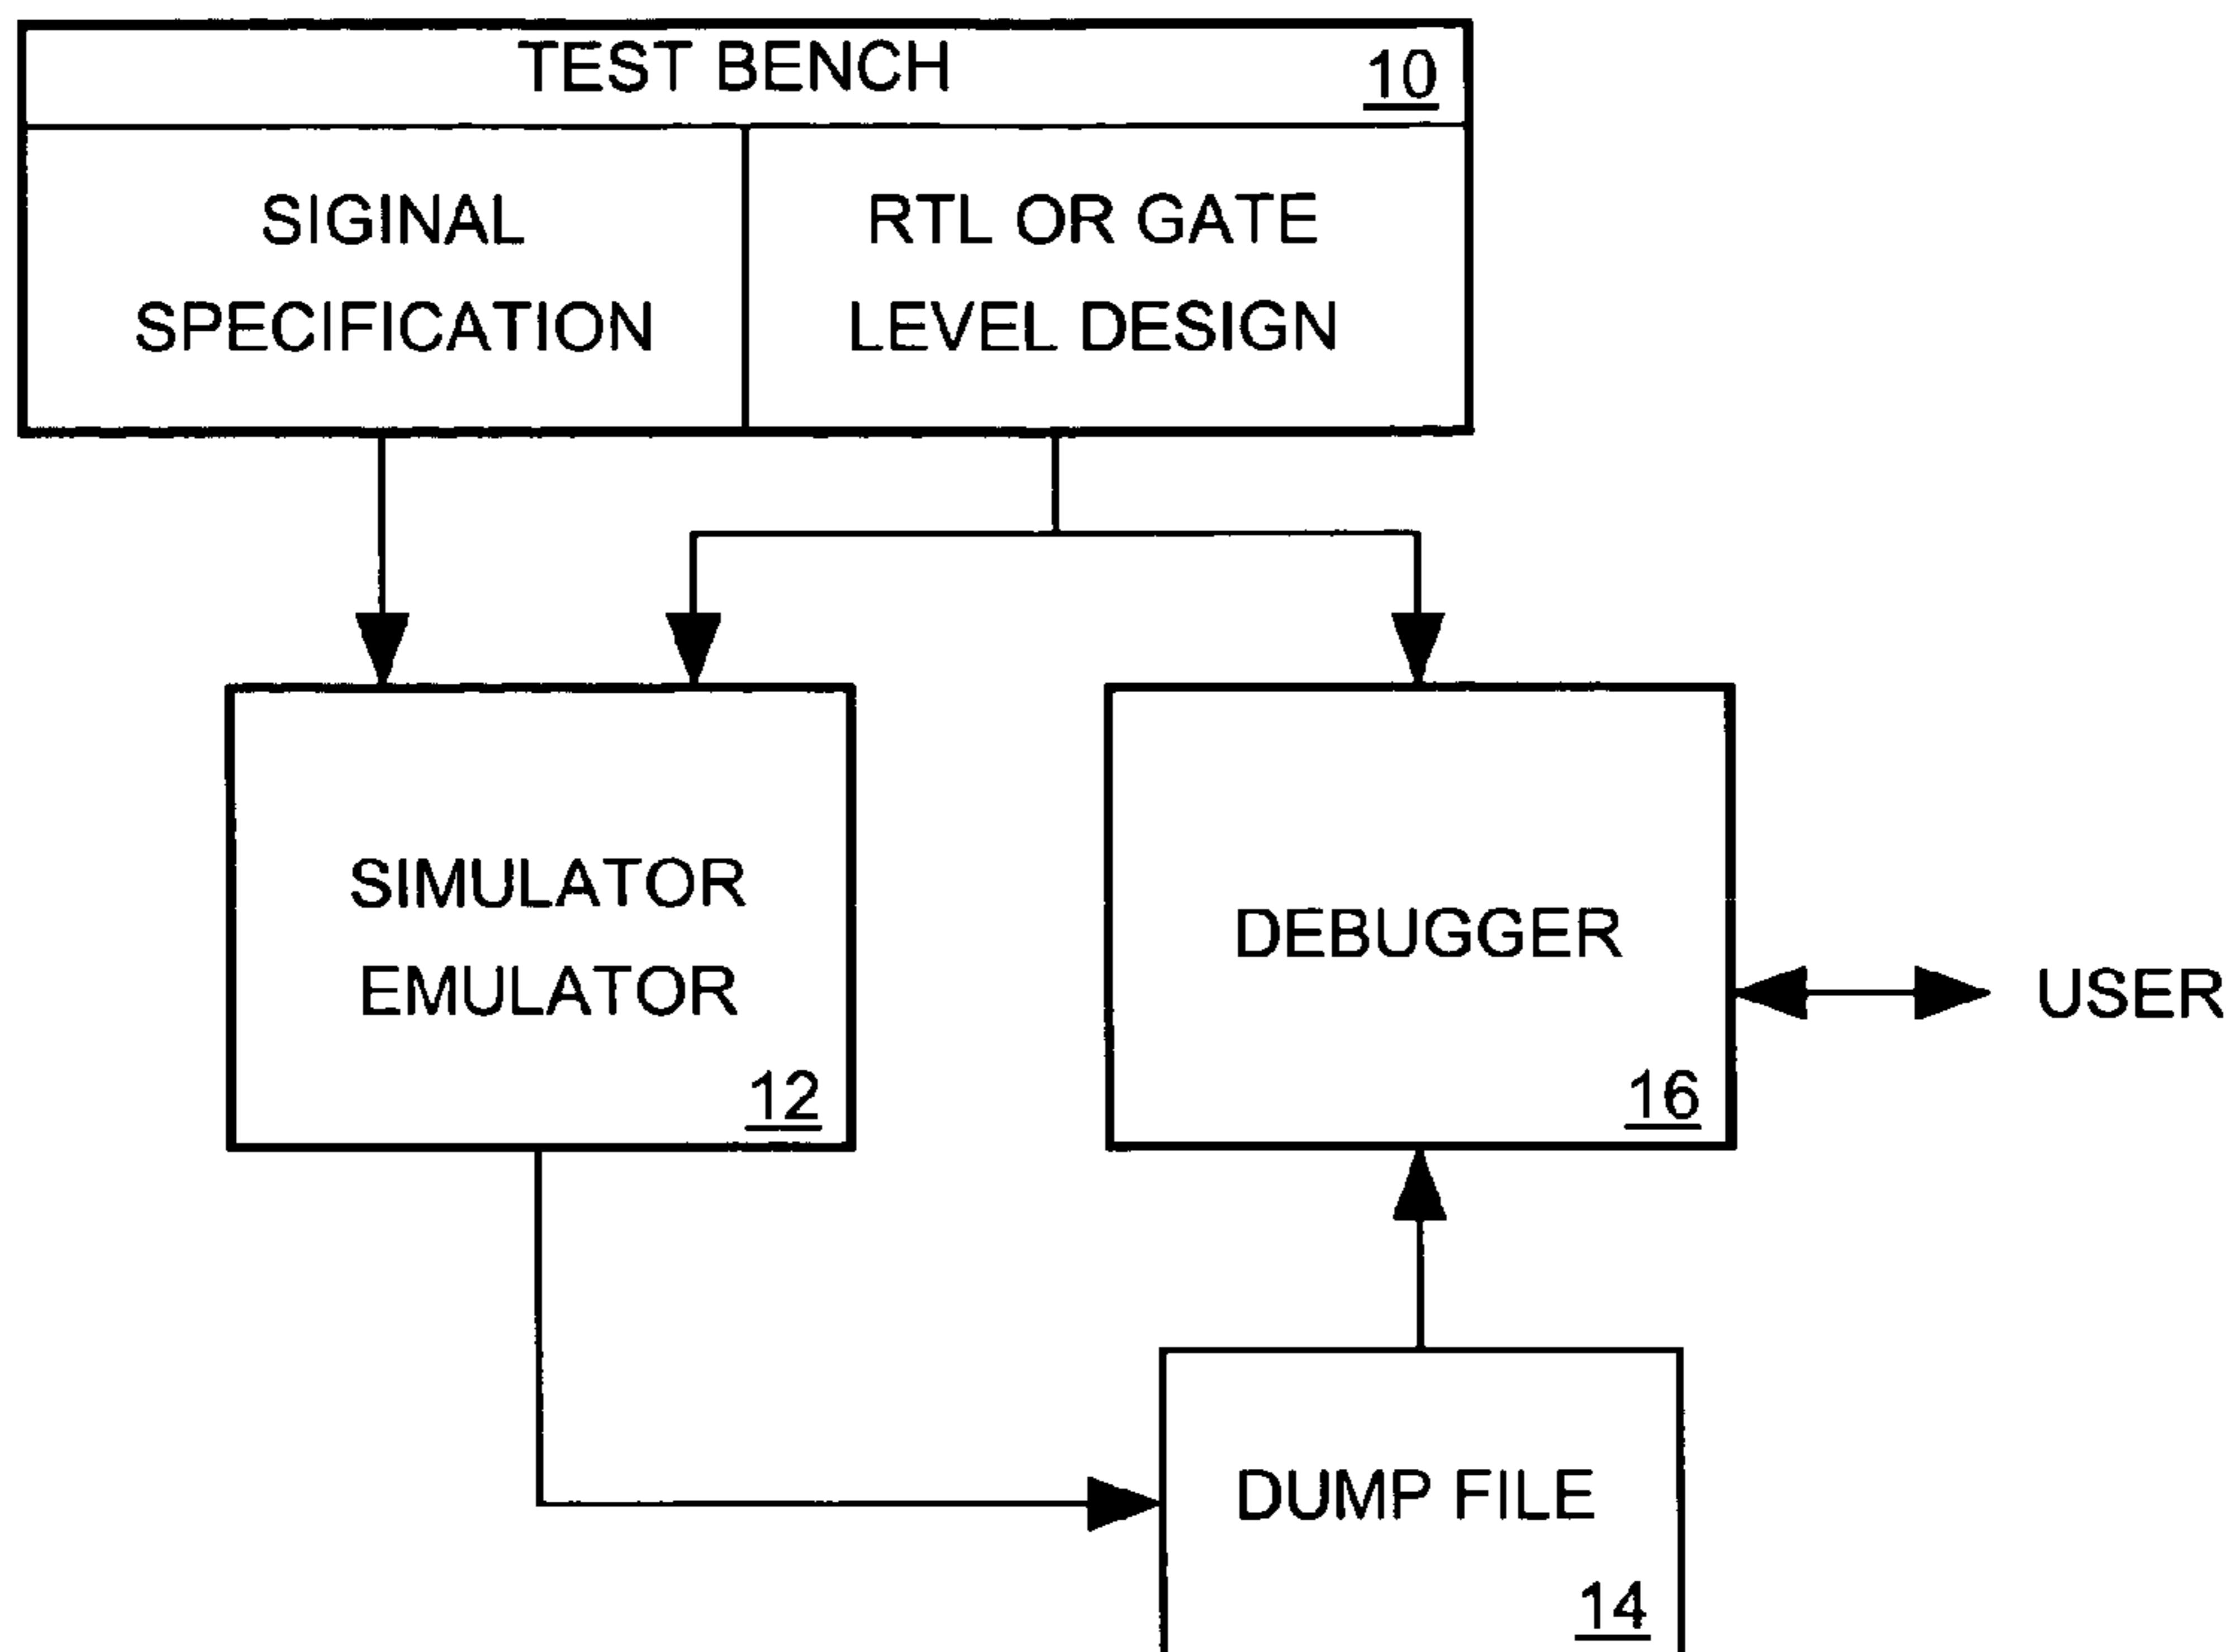 TEST BENCH
10
SIGINAL
SPECIFICATION
RTL OR GATE
LEVEL DESIGN
SIMULATOR
EMULATOR
12
DEBUGGER
16
USER
DUMP FILE
14